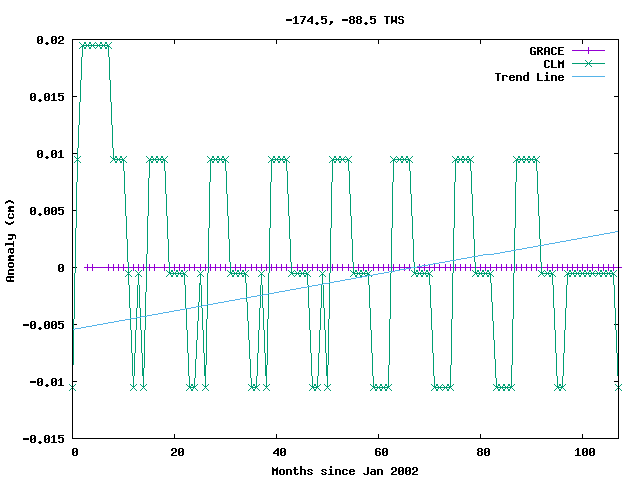 -174.5, -88.5 TWS
GRACE
CLM
Trend Line
0.02
0.015
0.01
0.005
0
-0.005
-0.01
-0.015
Anomaly (cm)
0 20 40 60 80 100
Months since Jan 2002